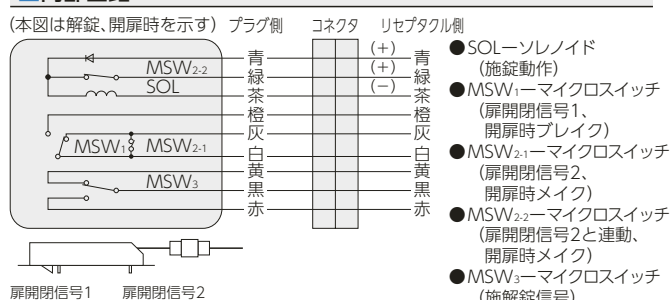 (本図は解錠、開扉時を示す)
プラグ側
コネクタ
リセプタクル側
MSW2-2
SOL
MSW1
MSW2-1
MSW3
青
緑
茶
橙
灰
白
黄
黒
赤
(+)
(+)
(−)
青
緑
茶
橙
灰
白
黄
黒
赤
●SOLーソレノイド
(施錠動作)
●MSW1ーマイクロスイッチ
(扉開閉信号1、
開扉時ブレイク)
●MSW2-1ーマイクロスイッチ
(扉開閉信号2、
開扉時メイク)
●MSW2-2ーマイクロスイッチ
(扉開閉信号2と連動、
開扉時メイク)
●MSW3ーマイクロスイッチ
(施解錠信号)
扉開閉信号1
扉開閉信号2